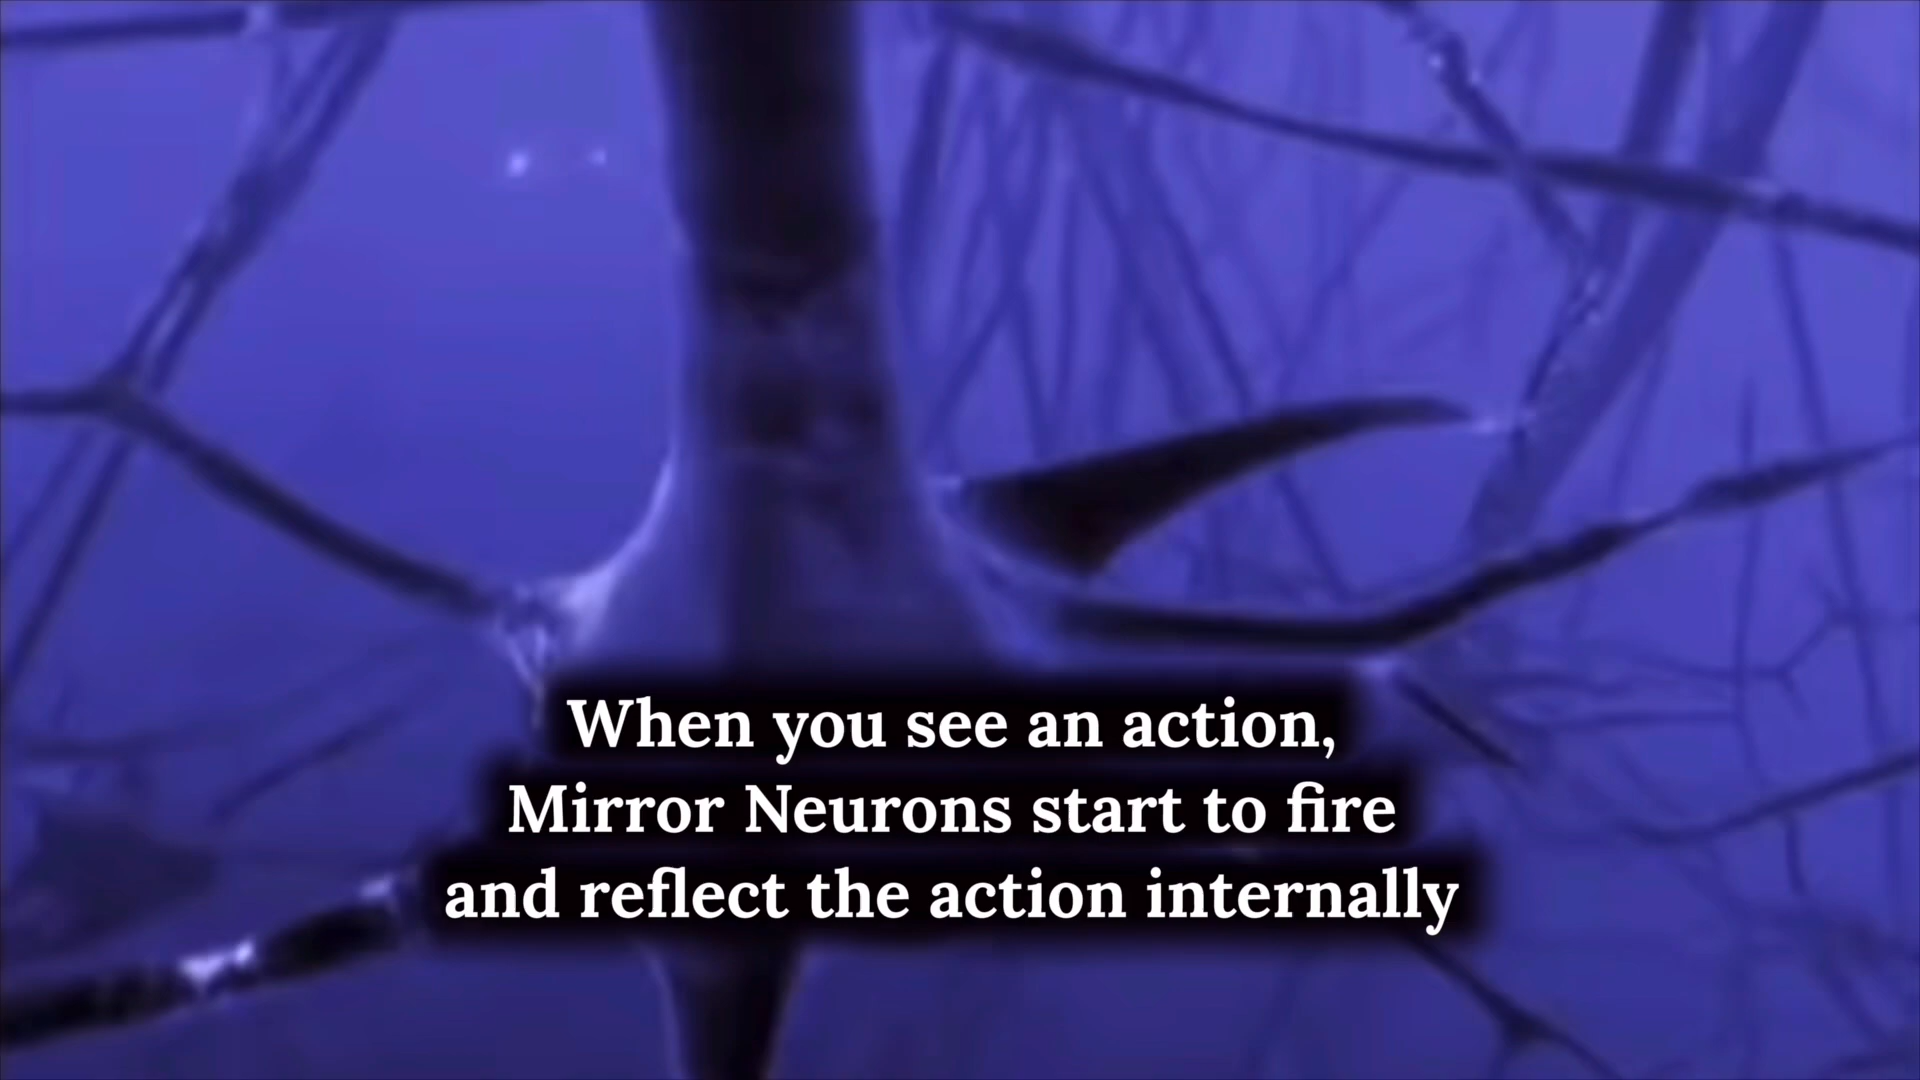 When you see an action,
Mirror Neurons start to fire
and reflect the action internally